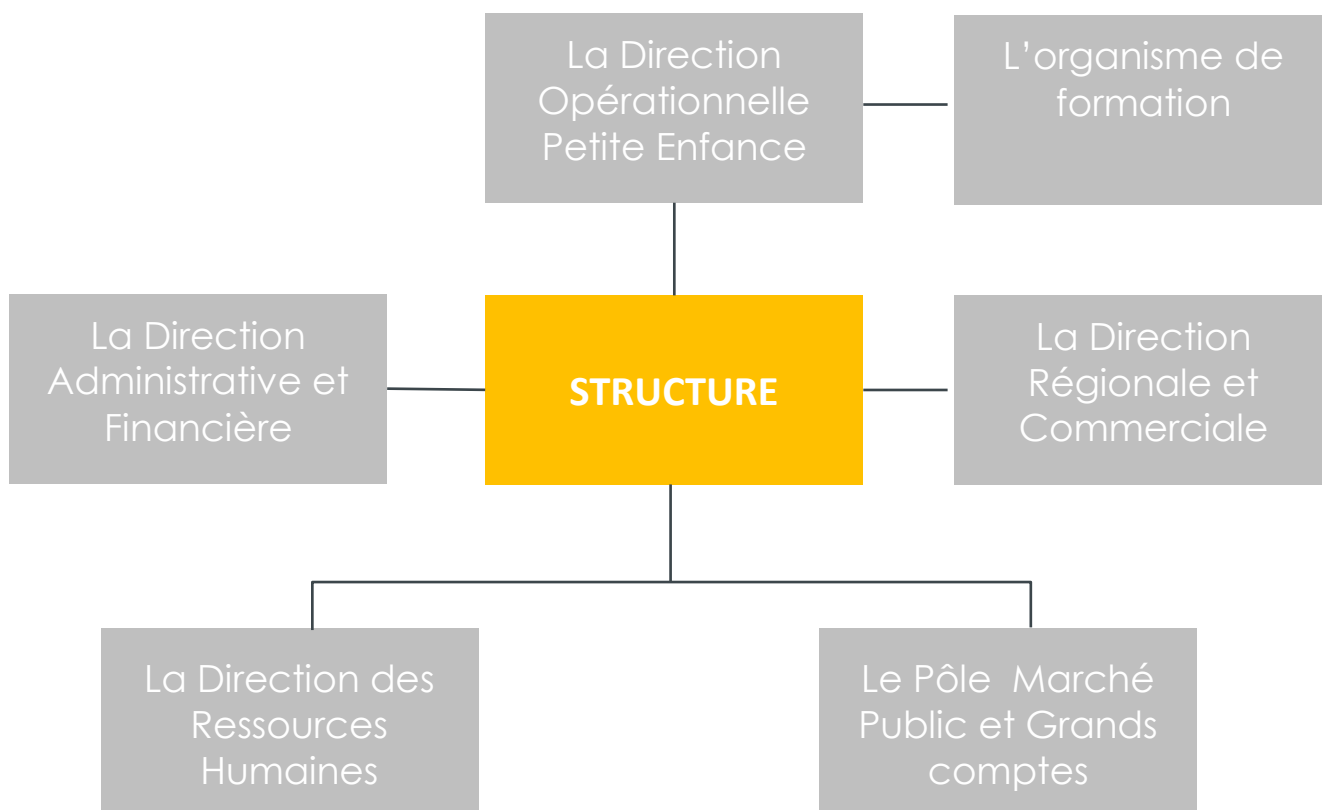 La Direction
Opérationnelle
Petite Enfance
L’organisme de
formation
La Direction
Administrative et
Financière
STRUCTURE
La Direction
Régionale et
Commerciale
La Direction des
Ressources
Humaines
Le Pôle  Marché
Public et Grands
comptes